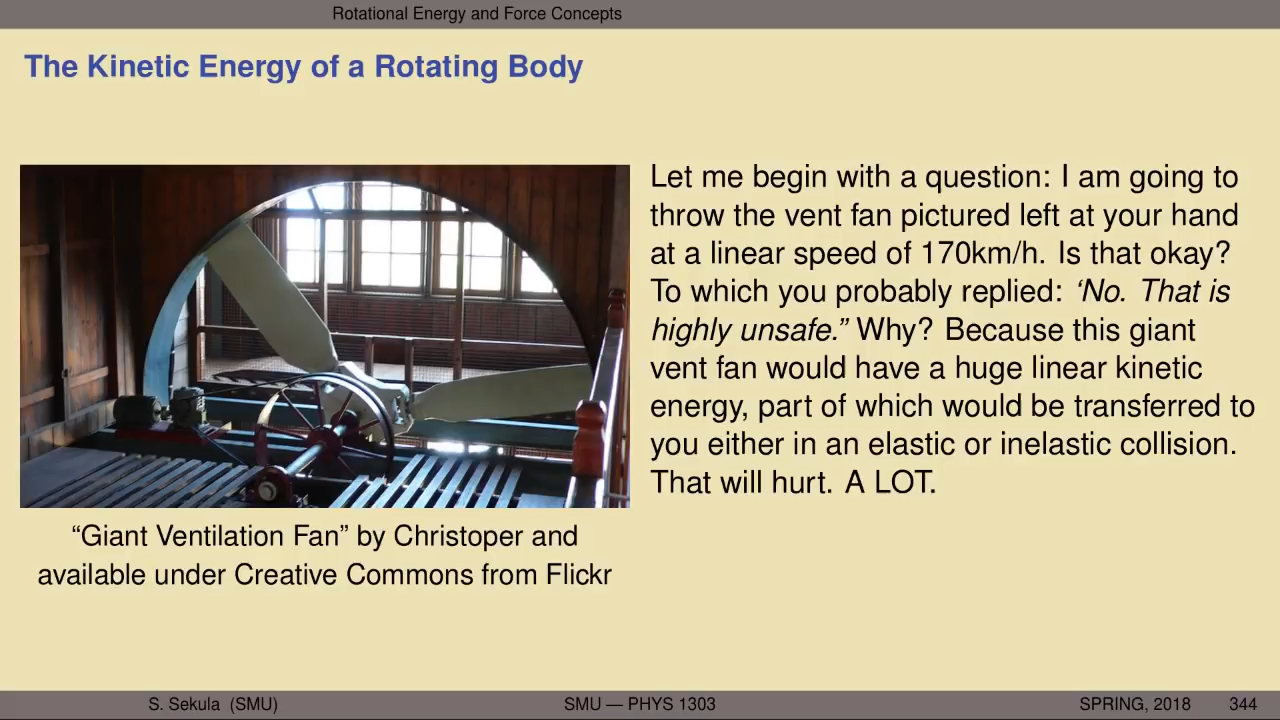 Rotational Energy and Force Concepts
The Kinetic Energy of a Rotating Body
Let me begin with a question: I am going to
throw the vent fan pictured left at your hand
at a linear speed of 170km/h. Is that okay?
To which you probably replied: ‘No. That is
highly unsafe.” Why? Because this giant
vent fan would have a huge linear kinetic
energy, part of which would be transferred to
you either in an elastic or inelastic collision.
That will hurt. A LOT.
“Giant Ventilation Fan” by Christoper and
available under Creative Commons from Flickr
S. Sekula (SMU) SMU — PHYS 1303 SPRING, 2018 344